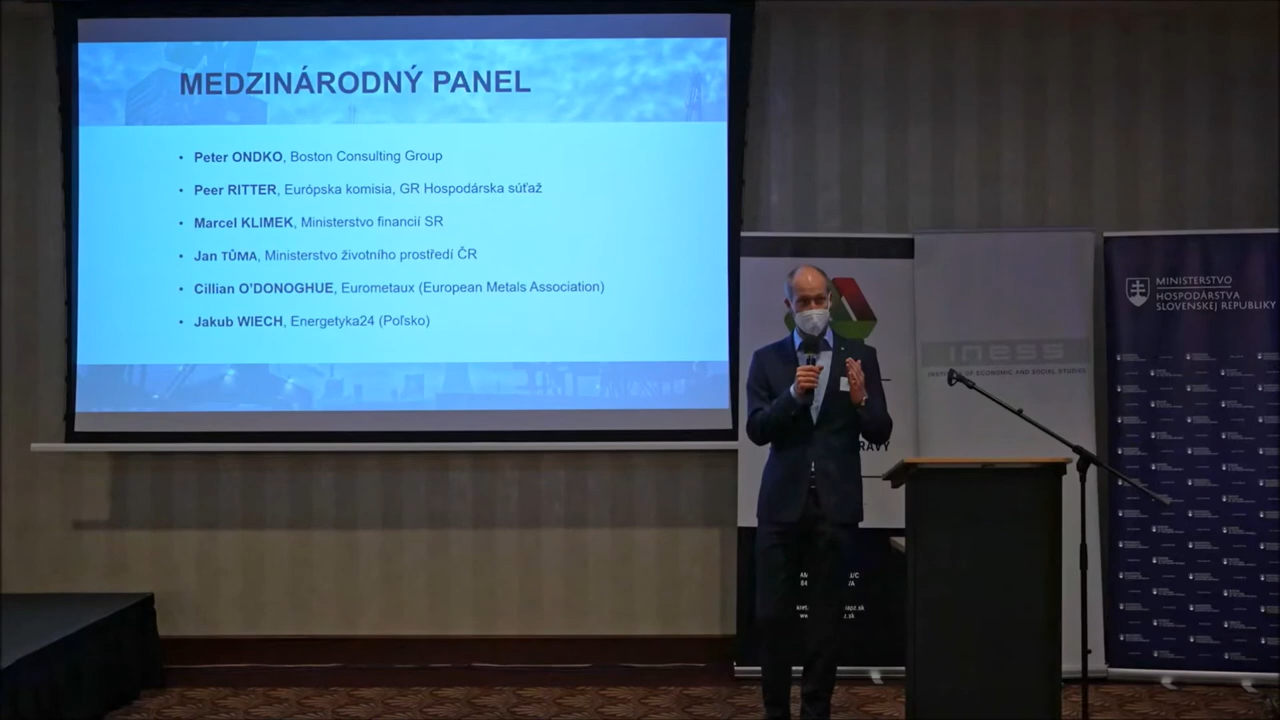 MEDZINÁRODNÝ PANEL
• Peter ONDKO, Boston Consulting Group
• Peer RITTER, Európska komisia, GR Hospodárska súťaž
• Marcel KLIMEK, Ministerstvo financií SR
• Jan TŮMA, Ministerstvo životního prostředí ČR
• Cillian O'DONOGHUE, Eurometaux (European Metals Association)
• Jakub WIECH, Energetyka24 (Poľsko)
iness
INSTITUTE OF ECONOMIC AND SOCIAL STUDIES
MINISTERSTVO
HOSPODÁRSTVA
SLOVENSKEJ REPUBLIKY